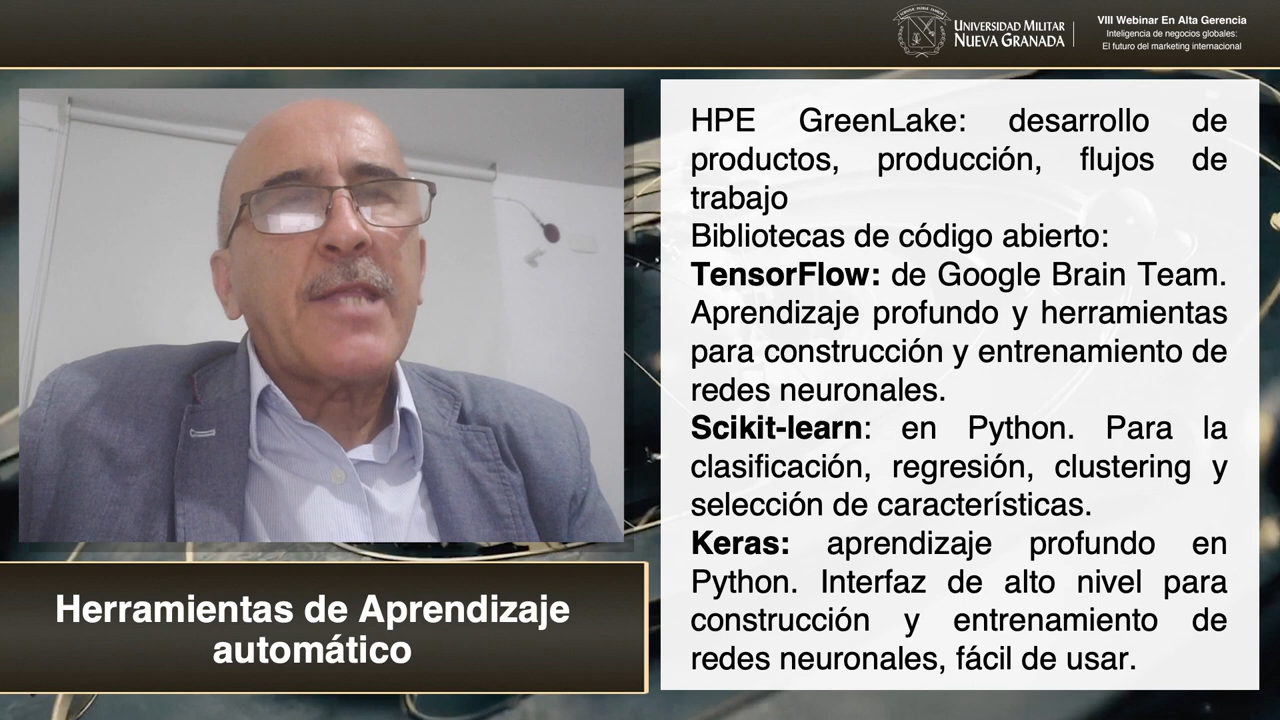 UNIVERSIDAD MILITAR
NUEVA GRANADA
VIII Webinar En Alta Gerencia
Inteligencia de negocios globales:
El futuro del marketing internacional
HPE GreenLake: desarrollo de
productos, producción, flujos de
trabajo
Bibliotecas de código abierto:
TensorFlow: de Google Brain Team.
Aprendizaje profundo y herramientas
para construcción y entrenamiento de
redes neuronales.
Scikit-learn: en Python. Para la
clasificación, regresión, clustering y
selección de características.
Keras: aprendizaje profundo en
Python. Interfaz de alto nivel para
construcción y entrenamiento de
redes neuronales, fácil de usar.
Herramientas de Aprendizaje
automático